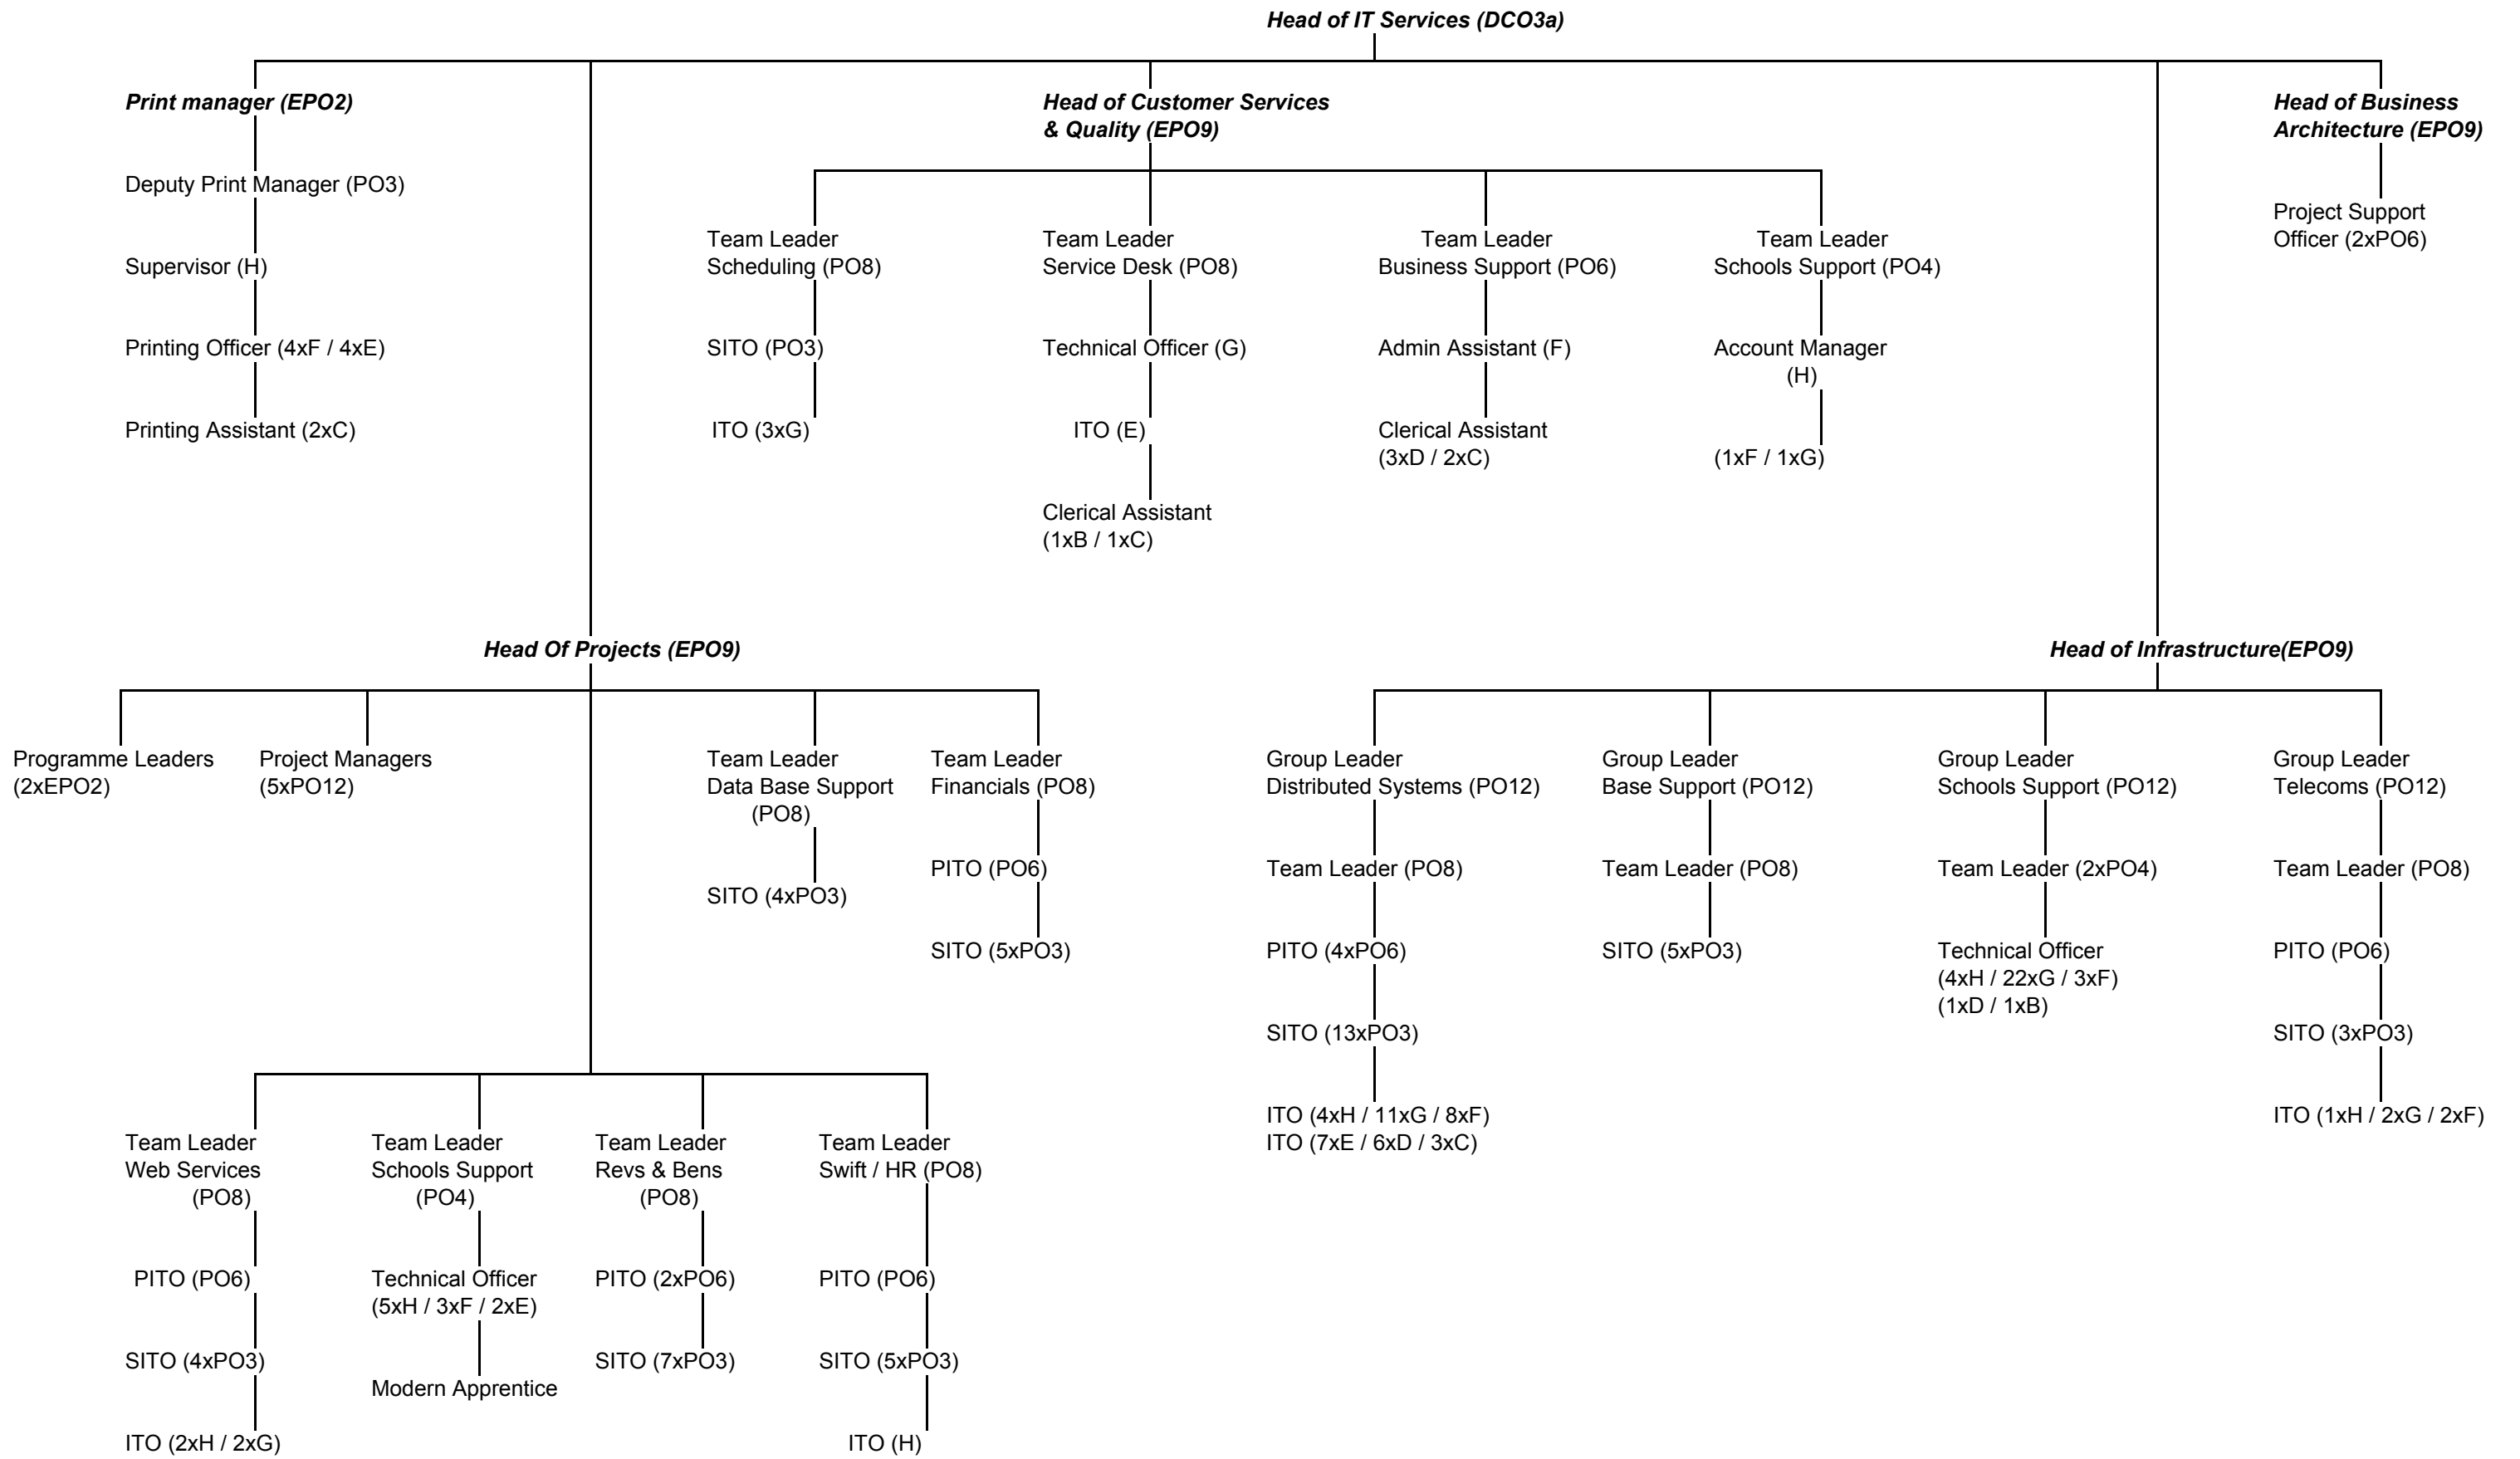 Head of IT Services (DCO3a)
Print manager (EPO2)
Deputy Print Manager (PO3)
Supervisor (H)
Printing Officer (4xF / 4xE)
Printing Assistant (2xC)
Head of Customer Services
& Quality (EPO9)
Team Leader
Scheduling (PO8)
SITO (PO3)
ITO (3xG)
Team Leader
Service Desk (PO8)
Technical Officer (G)
ITO (E)
Clerical Assistant
(1xB / 1xC)
Team Leader
Business Support (PO6)
Admin Assistant (F)
Clerical Assistant
(3xD / 2xC)
Team Leader
Schools Support (PO4)
Account Manager
(H)
(1xF / 1xG)
Head of Business
Architecture (EPO9)
Project Support
Officer (2xPO6)
Head Of Projects (EPO9)
Programme Leaders
(2xEPO2)
Project Managers
(5xPO12)
Team Leader
Data Base Support
(PO8)
SITO (4xPO3)
Team Leader
Financials (PO8)
PITO (PO6)
SITO (5xPO3)
Team Leader
Web Services
(PO8)
PITO (PO6)
SITO (4xPO3)
ITO (2xH / 2xG)
Team Leader
Schools Support
(PO4)
Technical Officer
(5xH / 3xF / 2xE)
Modern Apprentice
Team Leader
Revs & Bens
(PO8)
PITO (2xPO6)
SITO (7xPO3)
Team Leader
Swift / HR (PO8)
PITO (PO6)
SITO (5xPO3)
ITO (H)
Head of Infrastructure(EPO9)
Group Leader
Distributed Systems (PO12)
Team Leader (PO8)
PITO (4xPO6)
SITO (13xPO3)
ITO (4xH / 11xG / 8xF)
ITO (7xE / 6xD / 3xC)
Group Leader
Base Support (PO12)
Team Leader (PO8)
SITO (5xPO3)
Group Leader
Schools Support (PO12)
Team Leader (2xPO4)
Technical Officer
(4xH / 22xG / 3xF)
(1xD / 1xB)
Group Leader
Telecoms (PO12)
Team Leader (PO8)
PITO (PO6)
SITO (3xPO3)
ITO (1xH / 2xG / 2xF)